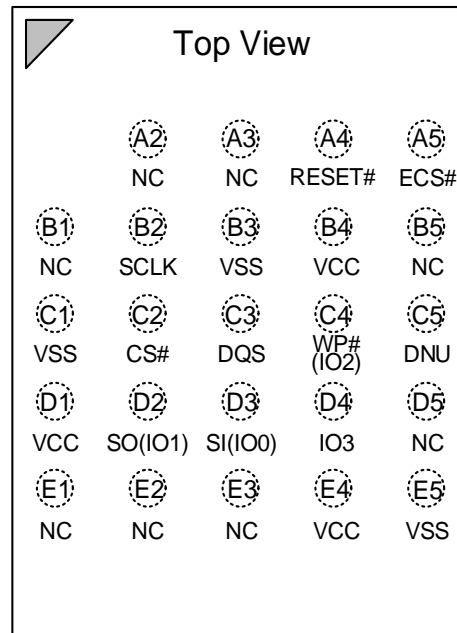 Top View
A2 A3 A4 A5
NC NC RESET# ECS#
B1 B2 B3 B4 B5
NC SCLK VSS VCC NC
C1 C2 C3 C4 C5
VSS CS# DQS WP# DNU
(IO2)
D1 D2 D3 D4 D5
VCC SO(IO1) SI(IO0) IO3 NC
E1 E2 E3 E4 E5
NC NC NC VCC VSS